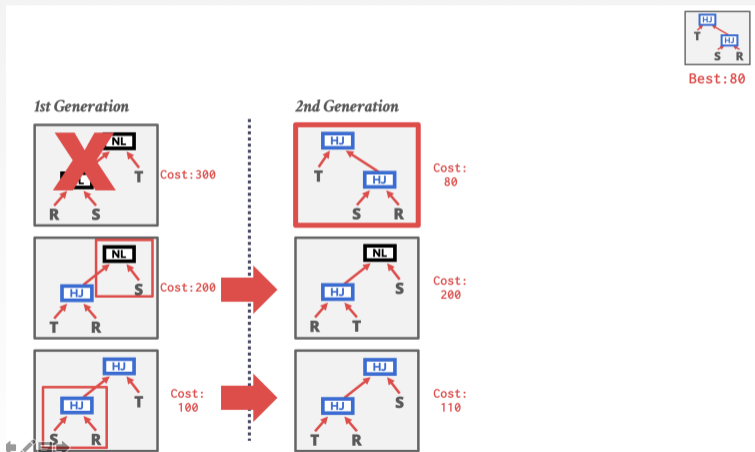 HJ
T
HJ
S R
Best:80
1st Generation
2nd Generation
NL
T
R S
Cost:300
HJ
T
HJ
S R
Cost:
80
NL
S
HJ
T R
Cost:200
NL
S
HJ
R T
Cost:
200
HJ
T
HJ
S R
Cost:
100
HJ
S
HJ
T R
Cost:
110